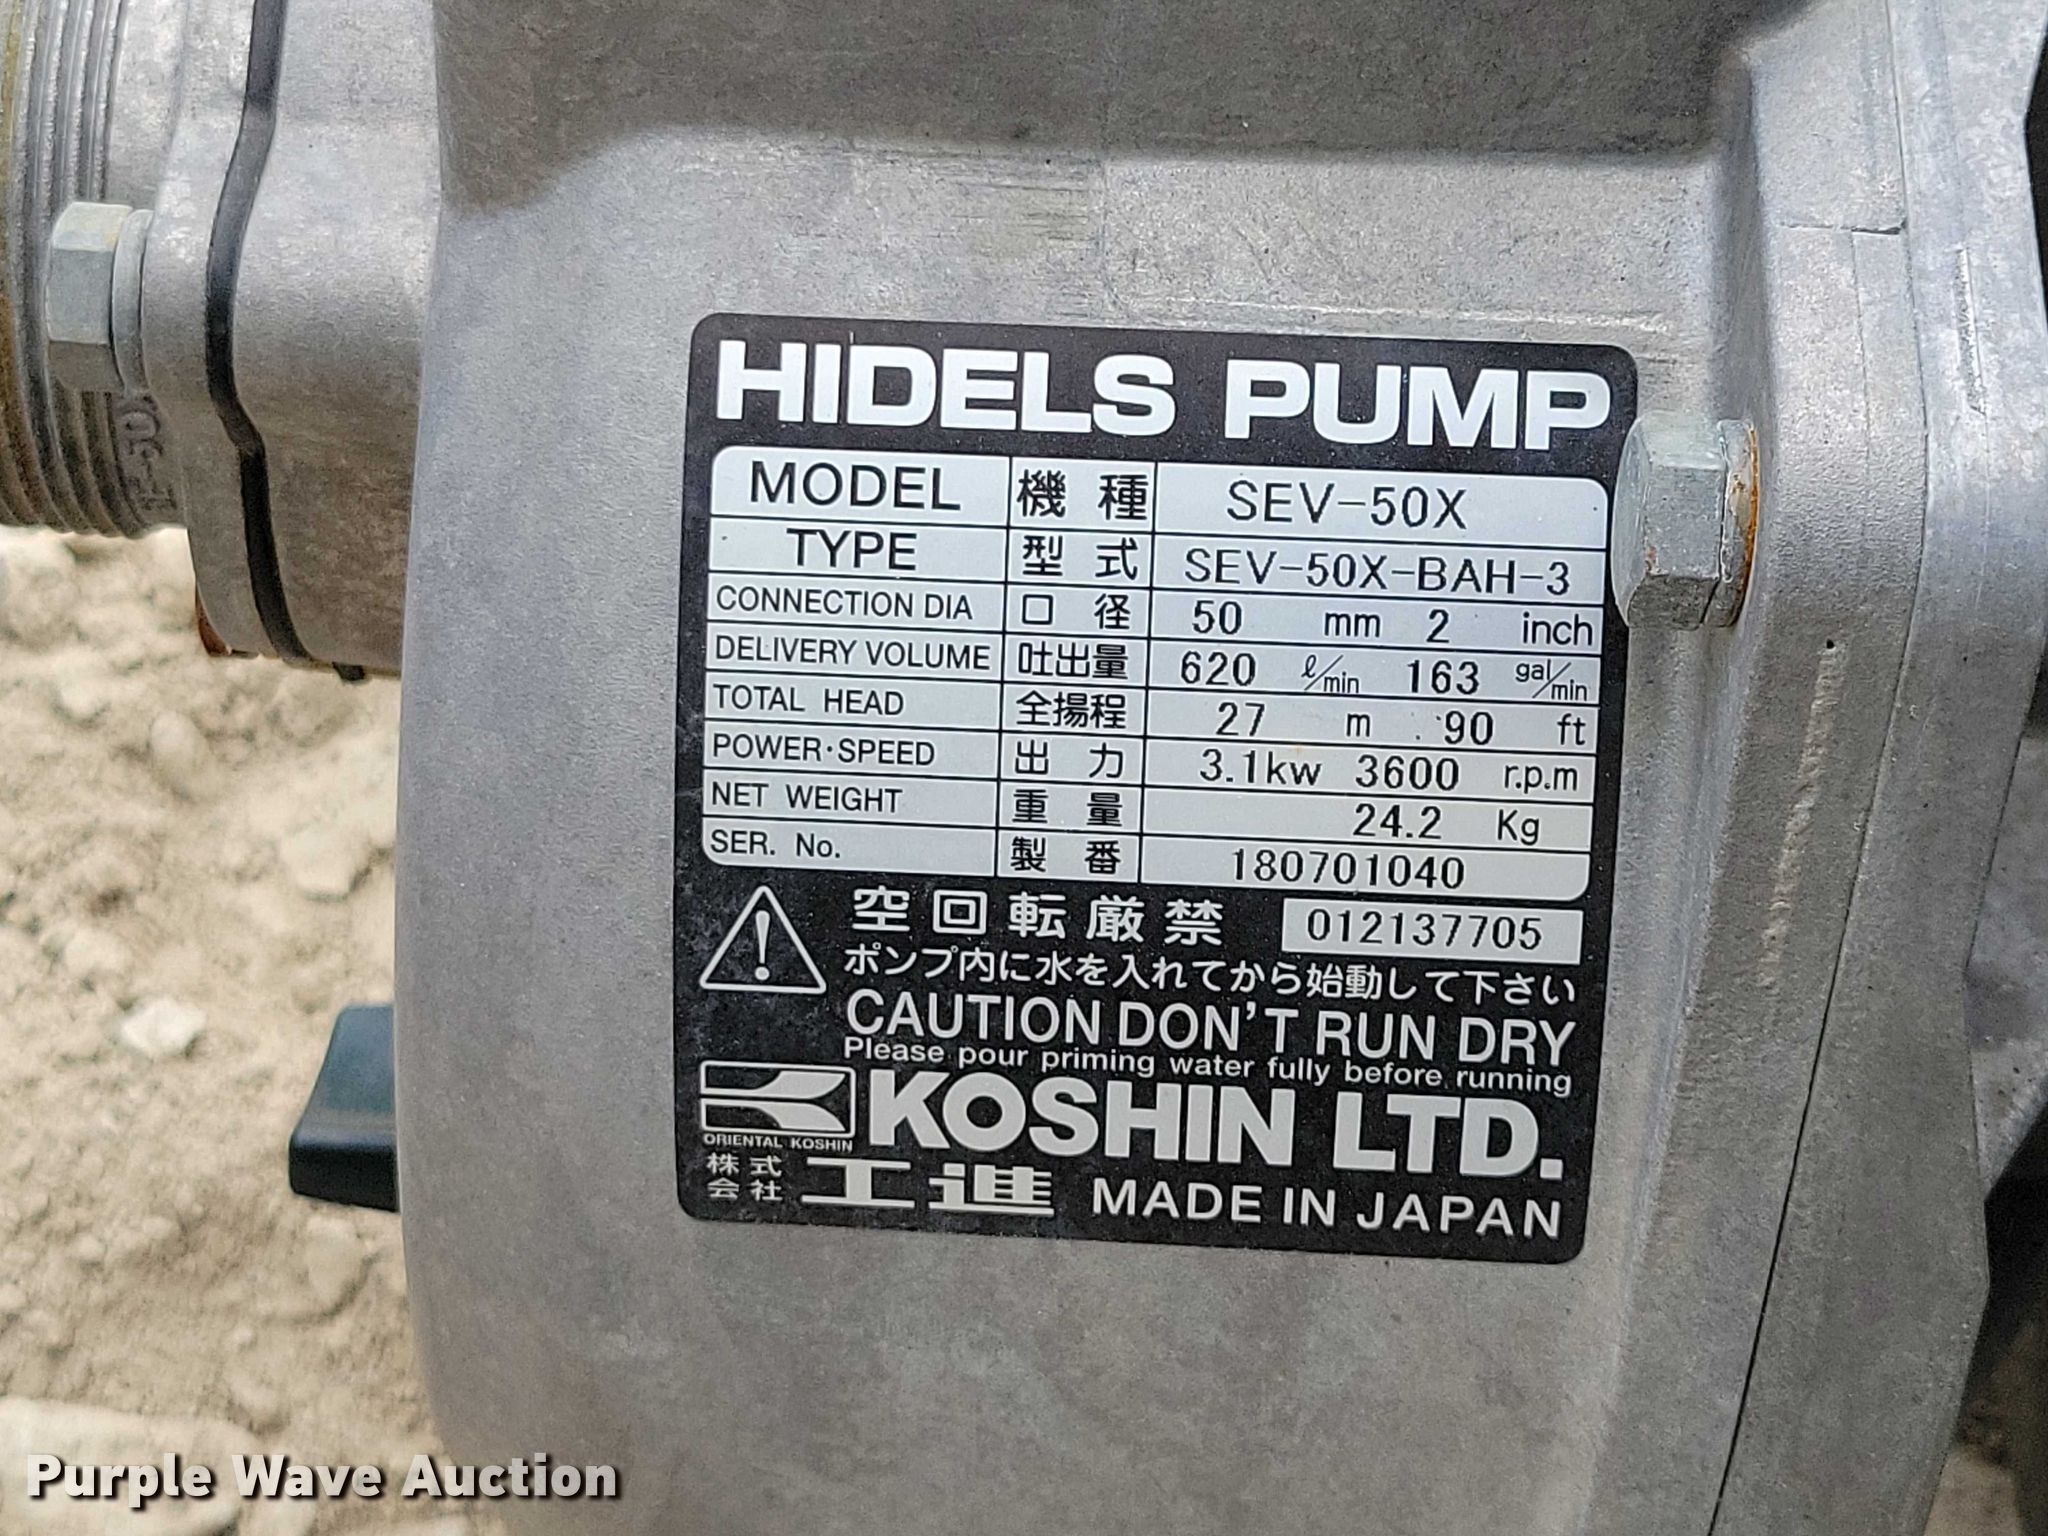 HIDELS PUMP
MODEL 機種 SEV-50X
TYPE 型式 SEV-50X-BAH-3
CONNECTION DIA 口径 50 mm 2 inch
DELIVERY VOLUME 吐出量 620 ℓ/min 163 gal/min
TOTAL HEAD 全揚程 27 m 90 ft
POWER·SPEED 出力 3.1kw 3600 r.p.m
NET WEIGHT 重量 24.2 Kg
SER. No. 製番 180701040
空回転厳禁 012137705
ポンプ内に水を入れてから始動して下さい
CAUTION DON'T RUN DRY
Please pour priming water fully before running
KOSHIN LTD.
ORIENTAL KOSHIN
株式会社 工進 MADE IN JAPAN
Purple Wave Auction